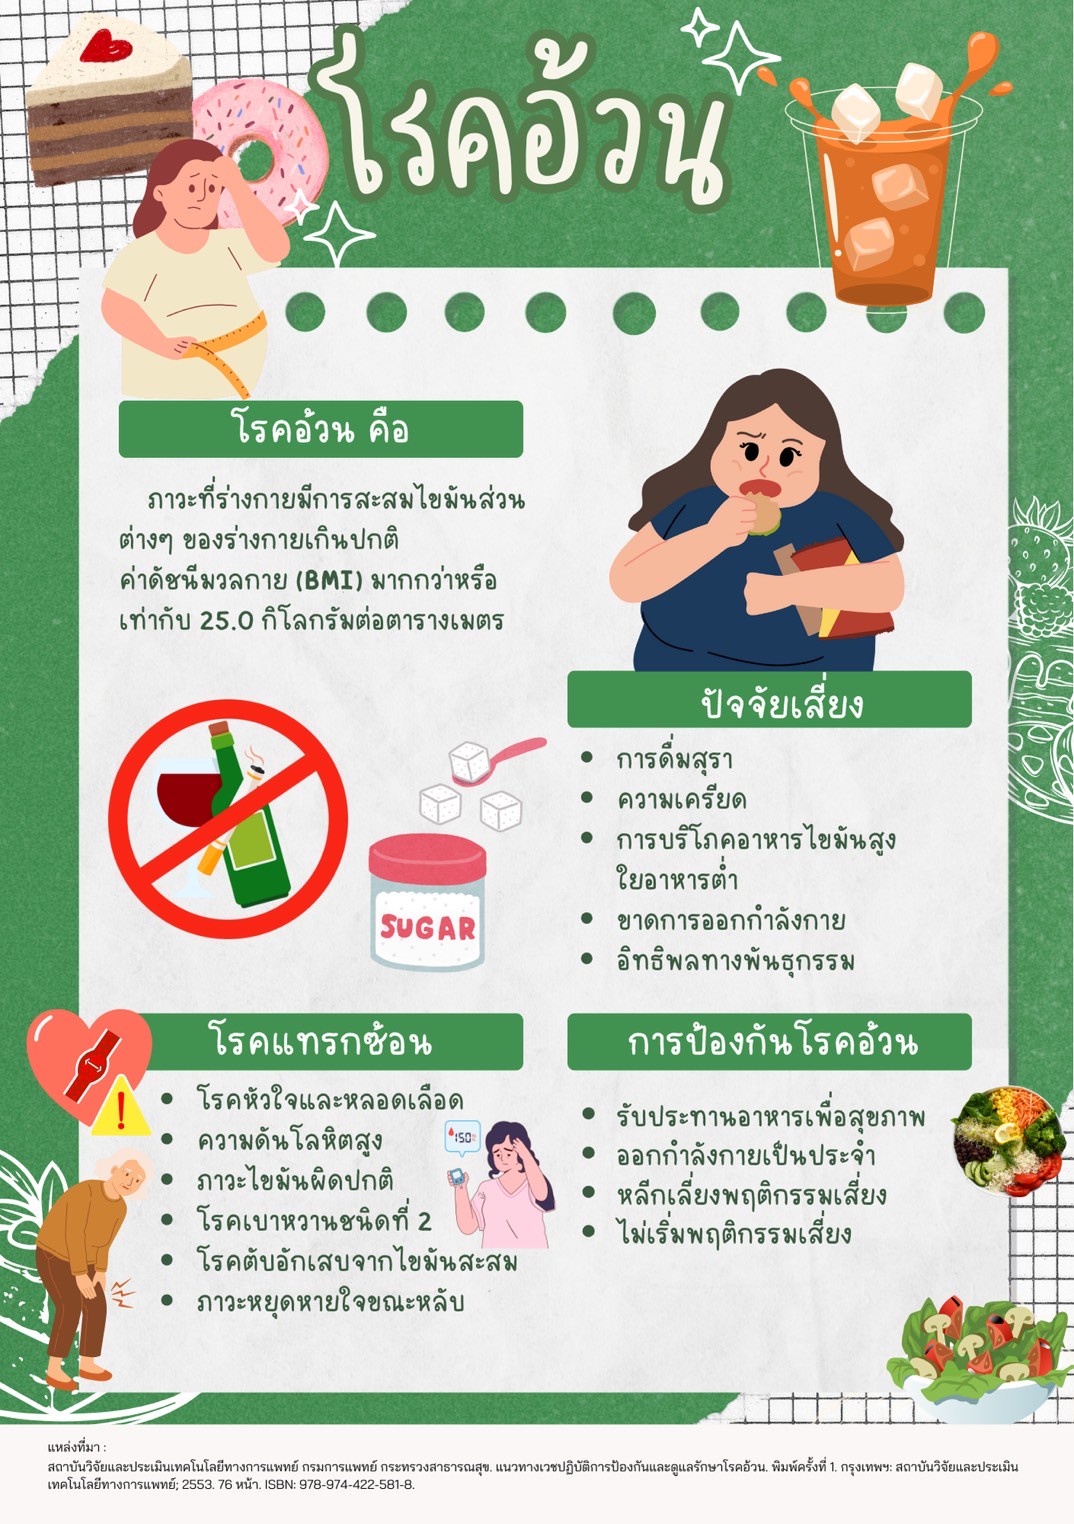 โรคอ้วน
โรคอ้วน คือ
ภาวะที่ร่างกายมีการสะสมไขมันส่วน
ต่างๆ ของร่างกายเกินปกติ
ค่าดัชนีมวลกาย (BMI) มากกว่าหรือ
เท่ากับ 25.0 กิโลกรัมต่อตารางเมตร
SUGAR
ปัจจัยเสี่ยง
• การดื่มสุรา
• ความเครียด
• การบริโภคอาหารไขมันสูง
ใยอาหารต่ำ
• ขาดการออกกำลังกาย
• อิทธิพลทางพันธุกรรม
โรคแทรกซ้อน
• โรคหัวใจและหลอดเลือด
• ความดันโลหิตสูง
• ภาวะไขมันผิดปกติ
• โรคเบาหวานชนิดที่ 2
• โรคตับอักเสบจากไขมันสะสม
• ภาวะหยุดหายใจขณะหลับ
150
การป้องกันโรคอ้วน
• รับประทานอาหารเพื่อสุขภาพ
• ออกกำลังกายเป็นประจำ
• หลีกเลี่ยงพฤติกรรมเสี่ยง
• ไม่เริ่มพฤติกรรมเสี่ยง
แหล่งที่มา :
สถาบันวิจัยและประเมินเทคโนโลยีทางการแพทย์ กรมการแพทย์ กระทรวงสาธารณสุข. แนวทางเวชปฏิบัติการป้องกันและดูแลรักษาโรคอ้วน. พิมพ์ครั้งที่ 1. กรุงเทพฯ: สถาบันวิจัยและประเมิน
เทคโนโลยีทางการแพทย์; 2553. 76 หน้า. ISBN: 978-974-422-581-8.